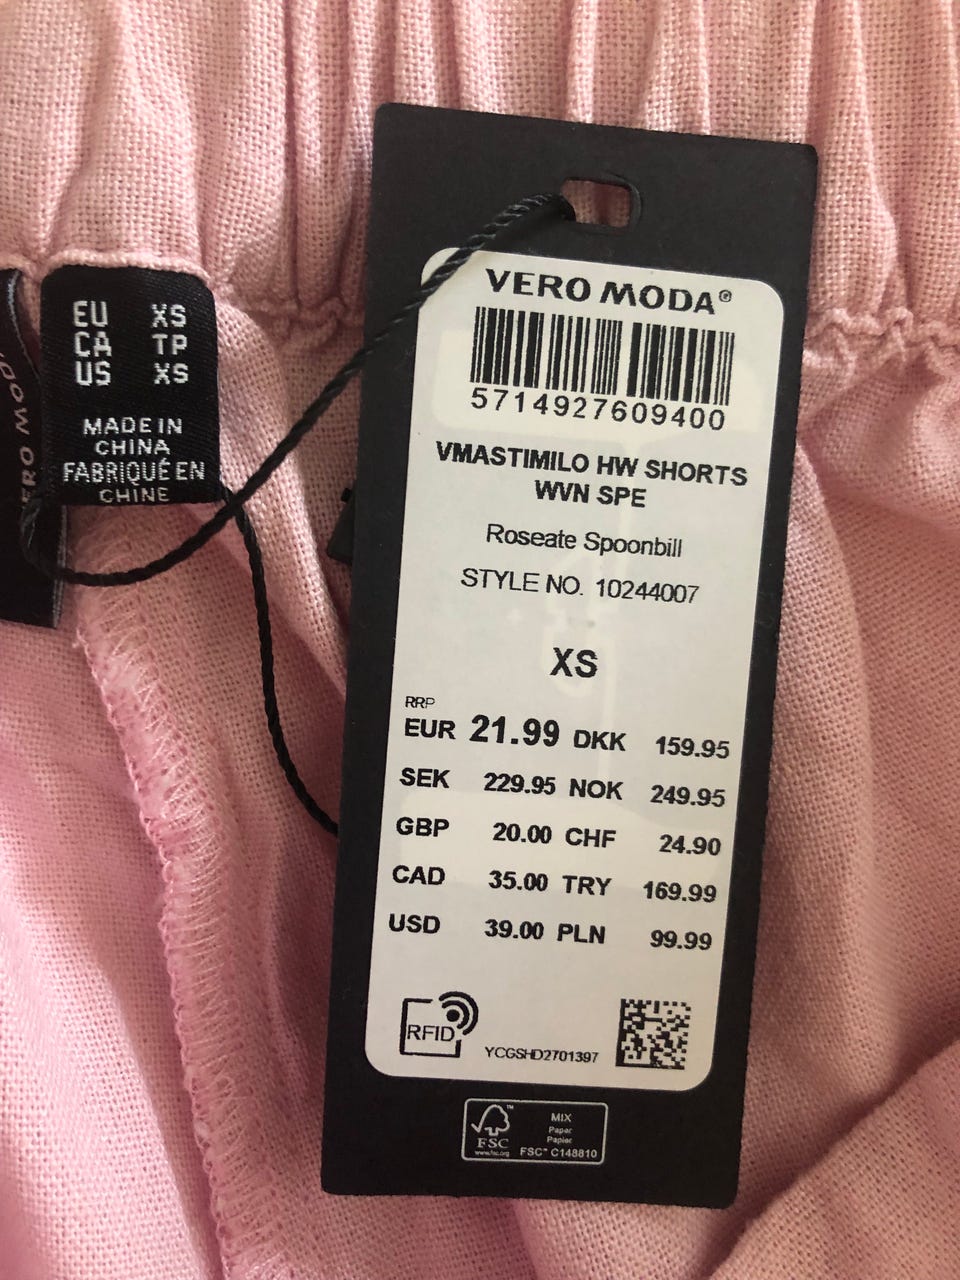 EU XS
CA TP
US XS
MADE IN
CHINA
FABRIQUÉ EN
CHINE
VERO MODA®
5714927609400
VMASTIMILO HW SHORTS
WVN SPE
Roseate Spoonbill
STYLE NO. 10244007
XS
RRP
EUR 21.99 DKK 159.95
SEK 229.95 NOK 249.95
GBP 20.00 CHF 24.90
CAD 35.00 TRY 169.99
USD 39.00 PLN 99.99
RFID
YCGSHD2701397
FSC™
www.fsc.org
MIX
Paper
Papier
FSC® C148810